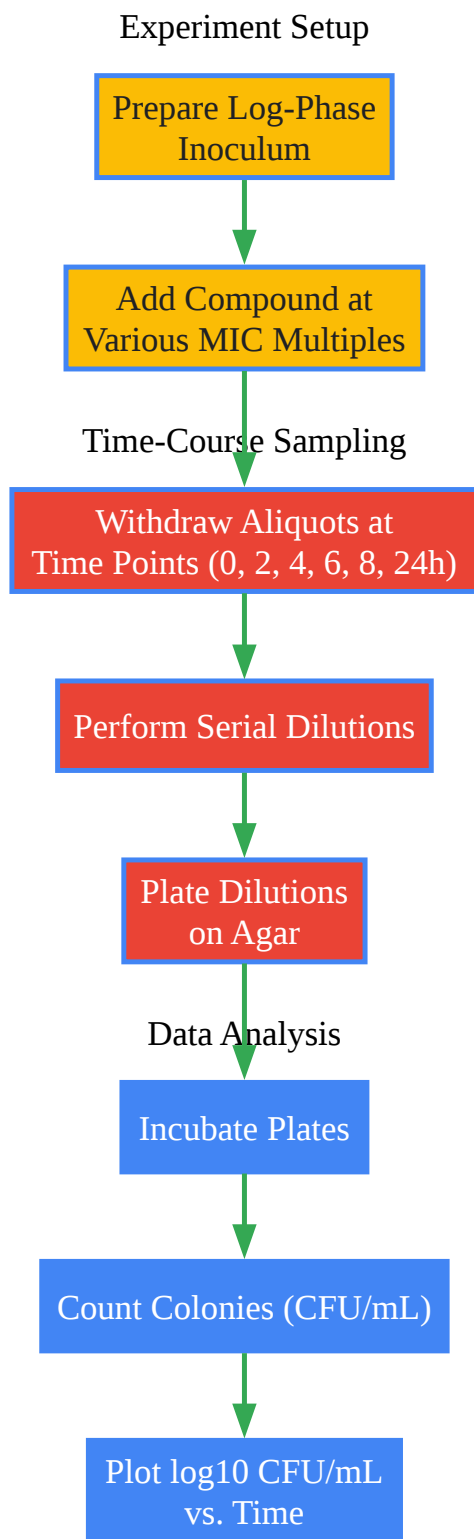 Experiment Setup
Prepare Log-Phase
Inoculum
Add Compound at
Various MIC Multiples
Time-Course Sampling
Withdraw Aliquots at
Time Points (0, 2, 4, 6, 8, 24h)
Perform Serial Dilutions
Plate Dilutions
on Agar
Data Analysis
Incubate Plates
Count Colonies (CFU/mL)
Plot log10 CFU/mL
vs. Time